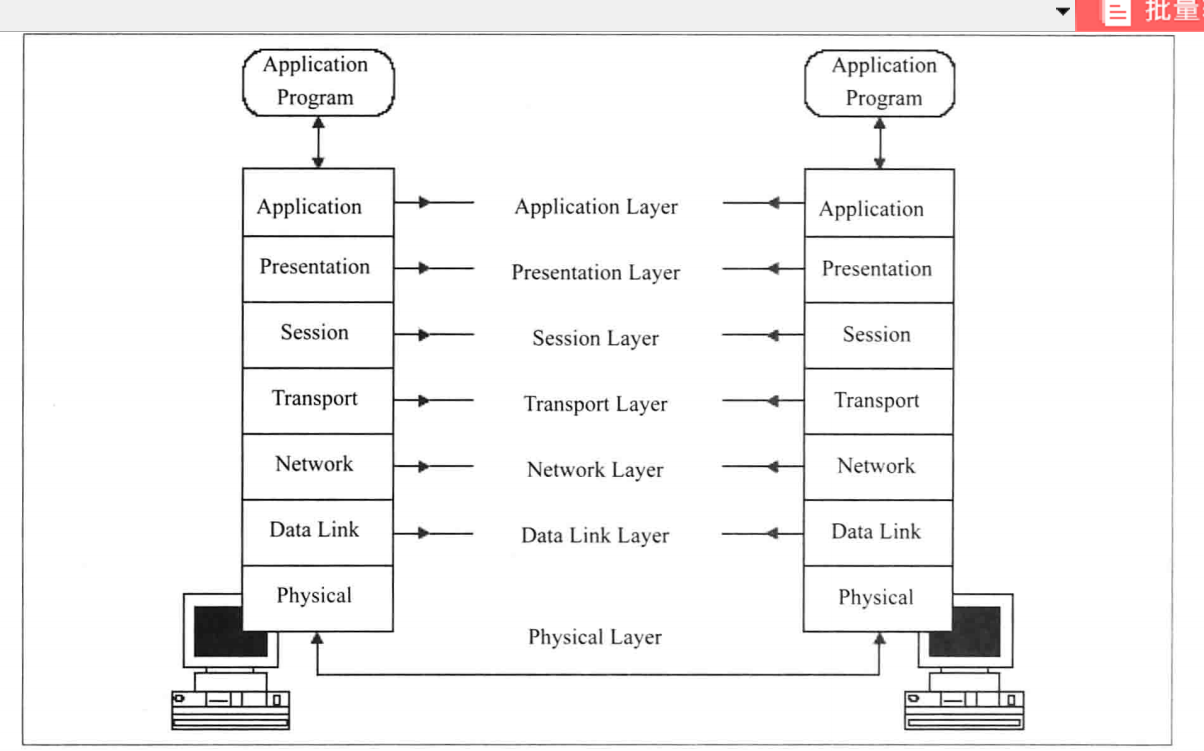 批量
Application
Program
Application
Program
Application
Application Layer
Application
Presentation
Presentation Layer
Presentation
Session
Session Layer
Session
Transport
Transport Layer
Transport
Network
Network Layer
Network
Data Link
Data Link Layer
Data Link
Physical
Physical
Physical Layer